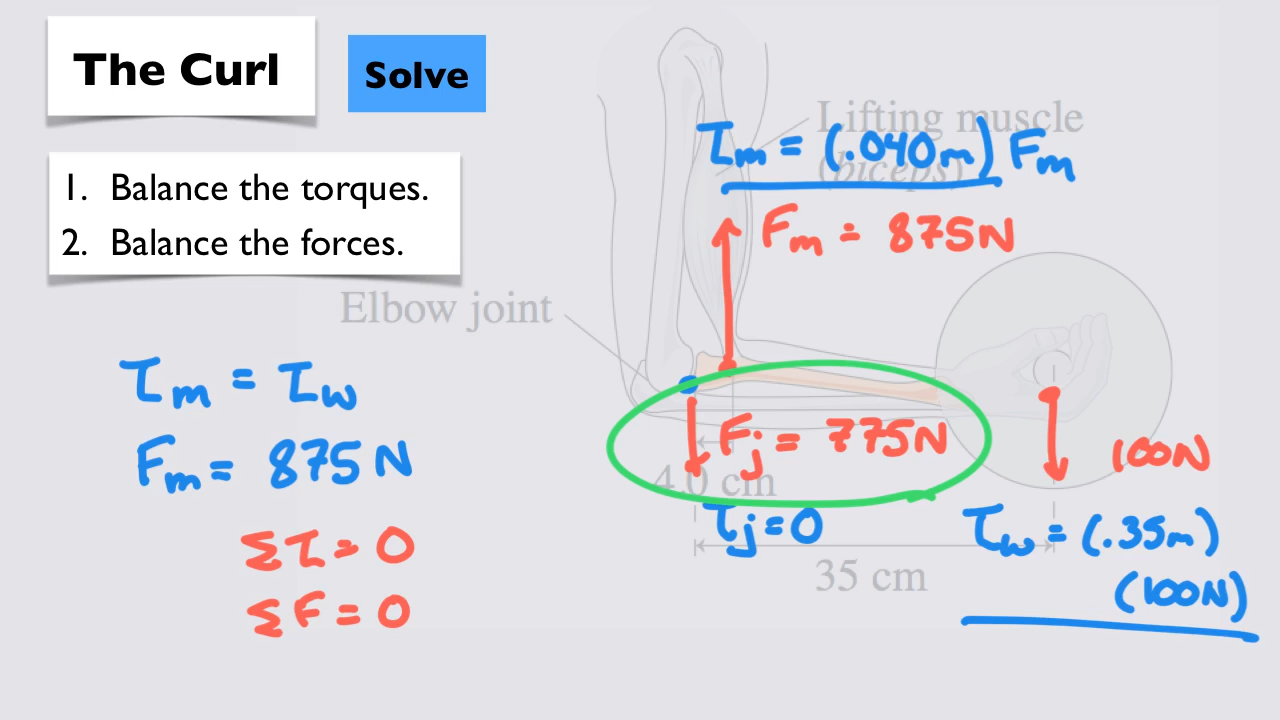 The Curl
Solve
1. Balance the torques.
2. Balance the forces.
Lifting muscle
(biceps)
τm = (.040m) Fm
Fm = 875N
Elbow joint
τm = τw
Fm = 875 N
Στ = 0
ΣF = 0
Fj = 775N
4.0 cm
τj = 0
35 cm
100N
τw = (.35m)
(100N)